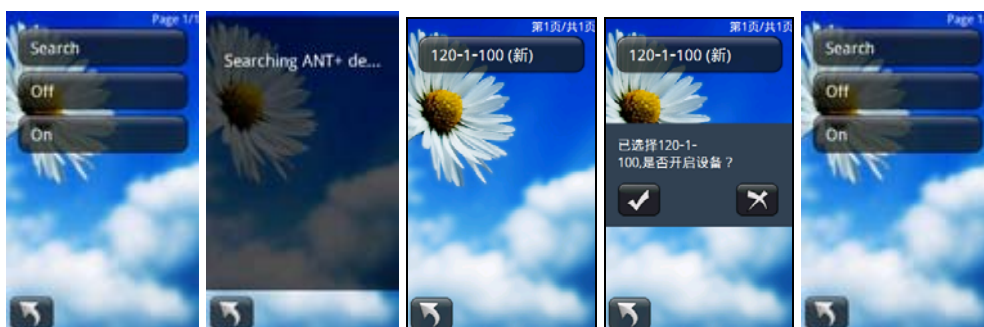 Page 1/1
Search
Off
On
Searching ANT+ de...
第1页/共1页
120-1-100 (新)
第1页/共1页
120-1-100 (新)
已选择120-1-
100,是否开启设备？
Page 1
Search
Off
On